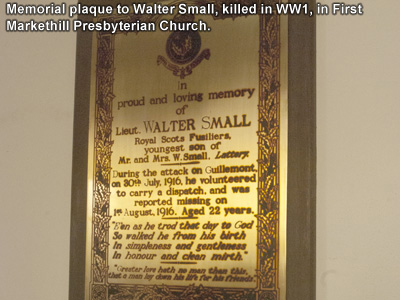 Memorial plaque to Walter Small, killed in WW1, in First
Markethill Presbyterian Church.
In
proud and loving memory
of
Lieut. WALTER SMALL
Royal Scots Fusiliers,
youngest son of
Mr. and Mrs. W. Small, Lattery.
During the attack on Guillemont,
on 30th July, 1916, he volunteered
to carry a dispatch, and was
reported missing on
1st August, 1916. Aged 22 years.
"E'en as he trod that day to God
So walked he from his birth
In simpleness and gentleness
In honour and clean mirth."
"Greater love hath no man than this,
that a man lay down his life for his friends."